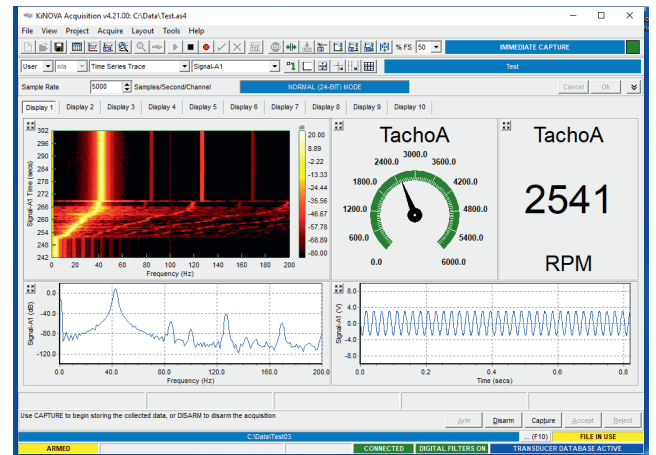 KiNOVA Acquisition v4.21.00: C:\Data\Test.as4
File View Project Acquire Layout Tools Help
% FS 50 IMMEDIATE CAPTURE
User n/a Time Series Trace Signal-A1 Test
Sample Rate 5000 Samples/Second/Channel NORMAL (24-BIT) MODE Cancel Ok
Display 1 Display 2 Display 3 Display 4 Display 5 Display 6 Display 7 Display 8 Display 9 Display 10
Signal-A1 Time (secs)
302
296
290
284
278
272
266
260
254
248
242
0 20 40 60 80 100 120 140 160 180 200
Frequency (Hz)
20.00
8.89
-2.22
-13.33
-24.44
-35.56
-46.67
-57.78
-68.89
-80.00
TachoA
0.0
600.0
1200.0
1800.0
2400.0
3000.0
3600.0
4200.0
4800.0
5400.0
6000.0
TachoA
2541
RPM
Signal-A1 (dB)
0.0
-40.0
-80.0
-120.0
0.0 40.0 80.0 120.0 160.0 200.0
Frequency (Hz)
Signal-A1 (V)
8.0
4.0
0.0
-4.0
-8.0
0.0 0.2 0.4 0.6 0.8
Time (secs)
Use CAPTURE to begin storing the collected data, or DISARM to disarm the acquisition
Arm Disarm Capture Accept Reject
C:\Data\Test03 ... (F10) FILE IN USE
ARMED CONNECTED DIGITAL FILTERS ON TRANSDUCER DATABASE ACTIVE